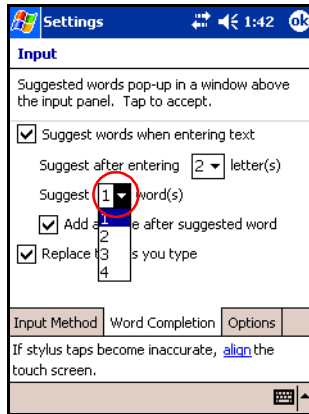 Settings 1:42 ok
Input
Suggested words pop-up in a window above
the input panel. Tap to accept.
Suggest words when entering text
Suggest after entering 2 letter(s)
Suggest 1 word(s)
1
Add a e after suggested word
2
Replace t s you type
3
4
Input Method Word Completion Options
If stylus taps become inaccurate, align the
touch screen.